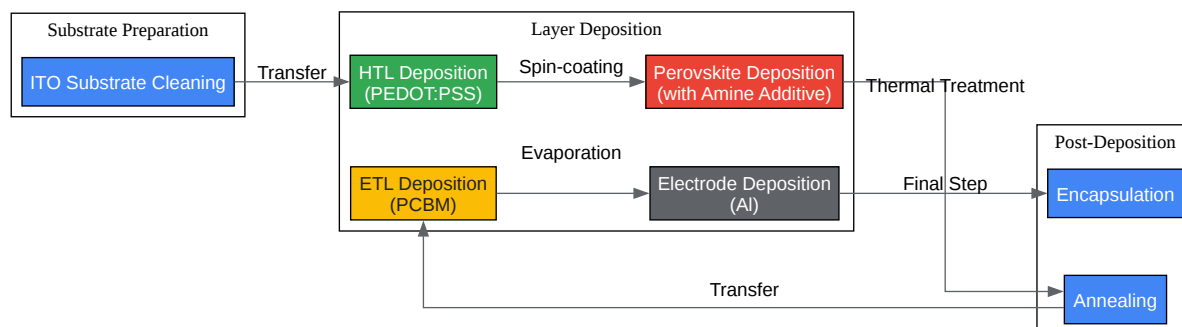 Substrate Preparation
ITO Substrate Cleaning
Transfer
Layer Deposition
HTL Deposition
(PEDOT:PSS)
Spin-coating
Perovskite Deposition
(with Amine Additive)
Thermal Treatment
ETL Deposition
(PCBM)
Evaporation
Electrode Deposition
(Al)
Final Step
Post-Deposition
Encapsulation
Transfer
Annealing